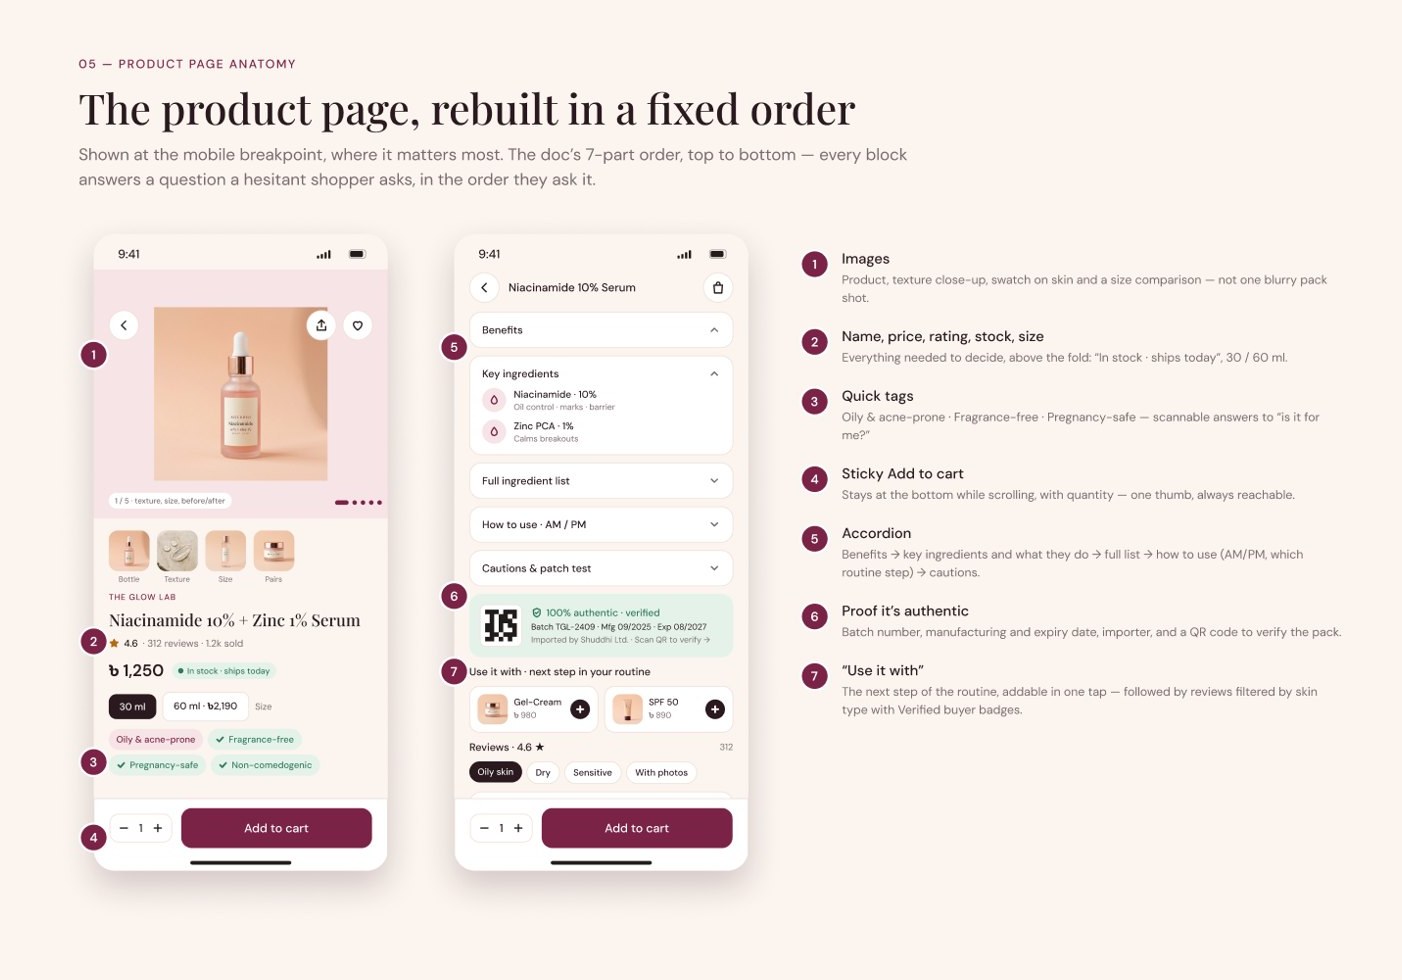 05 — PRODUCT PAGE ANATOMY
The product page, rebuilt in a fixed order
Shown at the mobile breakpoint, where it matters most. The doc’s 7-part order, top to bottom — every block
answers a question a hesitant shopper asks, in the order they ask it.
9:41
1
Niacinamide
1 / 5 · texture, size, before/after
Bottle
Texture
Size
Pairs
THE GLOW LAB
Niacinamide 10% + Zinc 1% Serum
2
4.6 · 312 reviews · 1.2k sold
৳ 1,250
In stock · ships today
30 ml
60 ml · ৳2,190
Size
Oily & acne-prone
Fragrance-free
3
Pregnancy-safe
Non-comedogenic
4
1
Add to cart
9:41
Niacinamide 10% Serum
Benefits
5
Key ingredients
Niacinamide · 10%
Oil control · marks · barrier
Zinc PCA · 1%
Calms breakouts
Full ingredient list
How to use · AM / PM
Cautions & patch test
6
100% authentic · verified
Batch TGL-2409 · Mfg 09/2025 · Exp 08/2027
Imported by Shuddhi Ltd. · Scan QR to verify →
7
Use it with · next step in your routine
Gel-Cream
৳ 980
SPF 50
৳ 890
Reviews · 4.6 ★
312
Oily skin
Dry
Sensitive
With photos
1
Add to cart
1
Images
Product, texture close-up, swatch on skin and a size comparison — not one blurry pack
shot.
2
Name, price, rating, stock, size
Everything needed to decide, above the fold: “In stock · ships today”, 30 / 60 ml.
3
Quick tags
Oily & acne-prone · Fragrance-free · Pregnancy-safe — scannable answers to “is it for
me?”
4
Sticky Add to cart
Stays at the bottom while scrolling, with quantity — one thumb, always reachable.
5
Accordion
Benefits → key ingredients and what they do → full list → how to use (AM/PM, which
routine step) → cautions.
6
Proof it’s authentic
Batch number, manufacturing and expiry date, importer, and a QR code to verify the pack.
7
“Use it with”
The next step of the routine, addable in one tap — followed by reviews filtered by skin
type with Verified buyer badges.